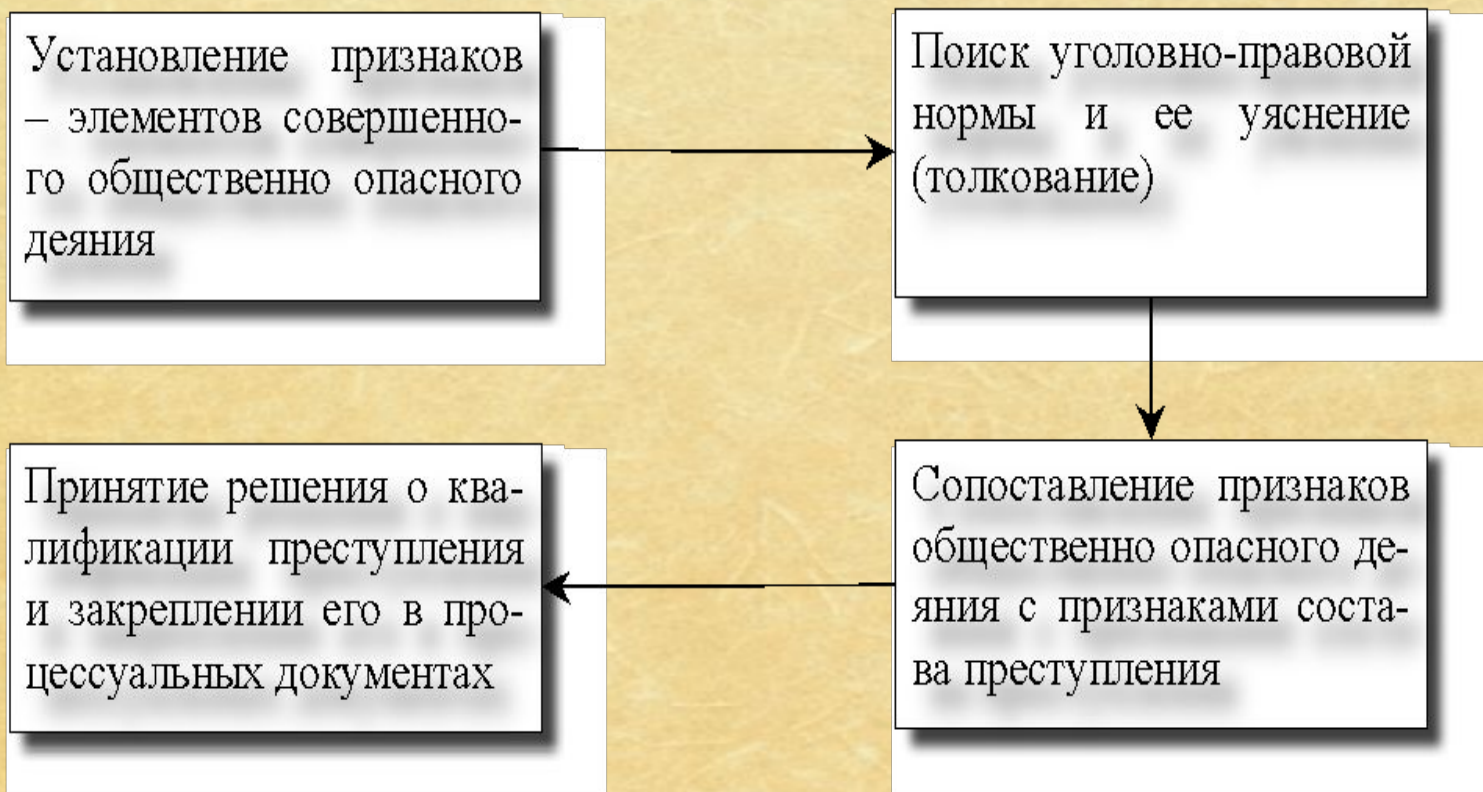 Установление признаков
– элементов совершенно-
го общественно опасного
деяния
Поиск уголовно-правовой
нормы и ее уяснение
(толкование)
Сопоставление признаков
общественно опасного де-
яния с признаками соста-
ва преступления
Принятие решения о ква-
лификации преступления
и закреплении его в про-
цессуальных документах